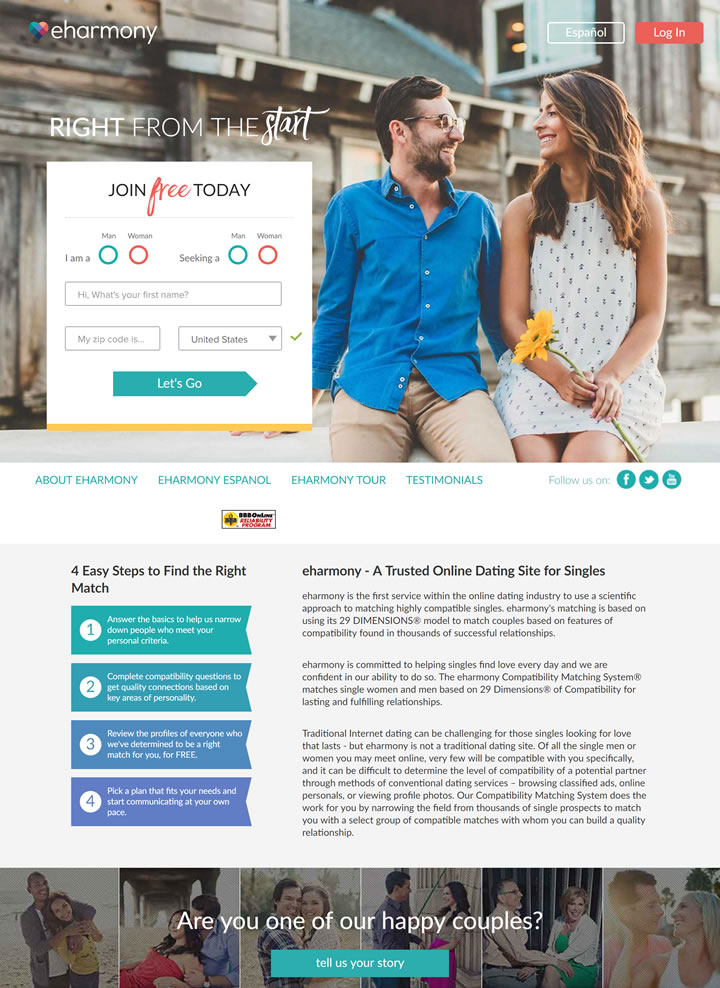 eharmony
Español
Log In
RIGHT FROM THE start
JOIN free TODAY
Man
Woman
Man
Woman
I am a
Seeking a
Hi, What's your first name?
My zip code is...
United States
Let's Go
ABOUT EHARMONY
EHARMONY ESPANOL
EHARMONY TOUR
TESTIMONIALS
Follow us on:
f
You
BBB
BBBOnLine
RELIABILITY
PROGRAM
4 Easy Steps to Find the Right
Match
1
Answer the basics to help us narrow
down people who meet your
personal criteria.
2
Complete compatibility questions to
get quality connections based on
key areas of personality.
3
Review the profiles of everyone who
we've determined to be a right
match for you, for FREE.
4
Pick a plan that fits your needs and
start communicating at your own
pace.
eharmony - A Trusted Online Dating Site for Singles
eharmony is the first service within the online dating industry to use a scientific
approach to matching highly compatible singles. eharmony's matching is based on
using its 29 DIMENSIONS® model to match couples based on features of
compatibility found in thousands of successful relationships.
eharmony is committed to helping singles find love every day and we are
confident in our ability to do so. The eharmony Compatibility Matching System®
matches single women and men based on 29 Dimensions® of Compatibility for
lasting and fulfilling relationships.
Traditional Internet dating can be challenging for those singles looking for love
that lasts - but eharmony is not a traditional dating site. Of all the single men or
women you may meet online, very few will be compatible with you specifically,
and it can be difficult to determine the level of compatibility of a potential partner
through methods of conventional dating services – browsing classified ads, online
personals, or viewing profile photos. Our Compatibility Matching System does the
work for you by narrowing the field from thousands of single prospects to match
you with a select group of compatible matches with whom you can build a quality
relationship.
Are you one of our happy couples?
tell us your story